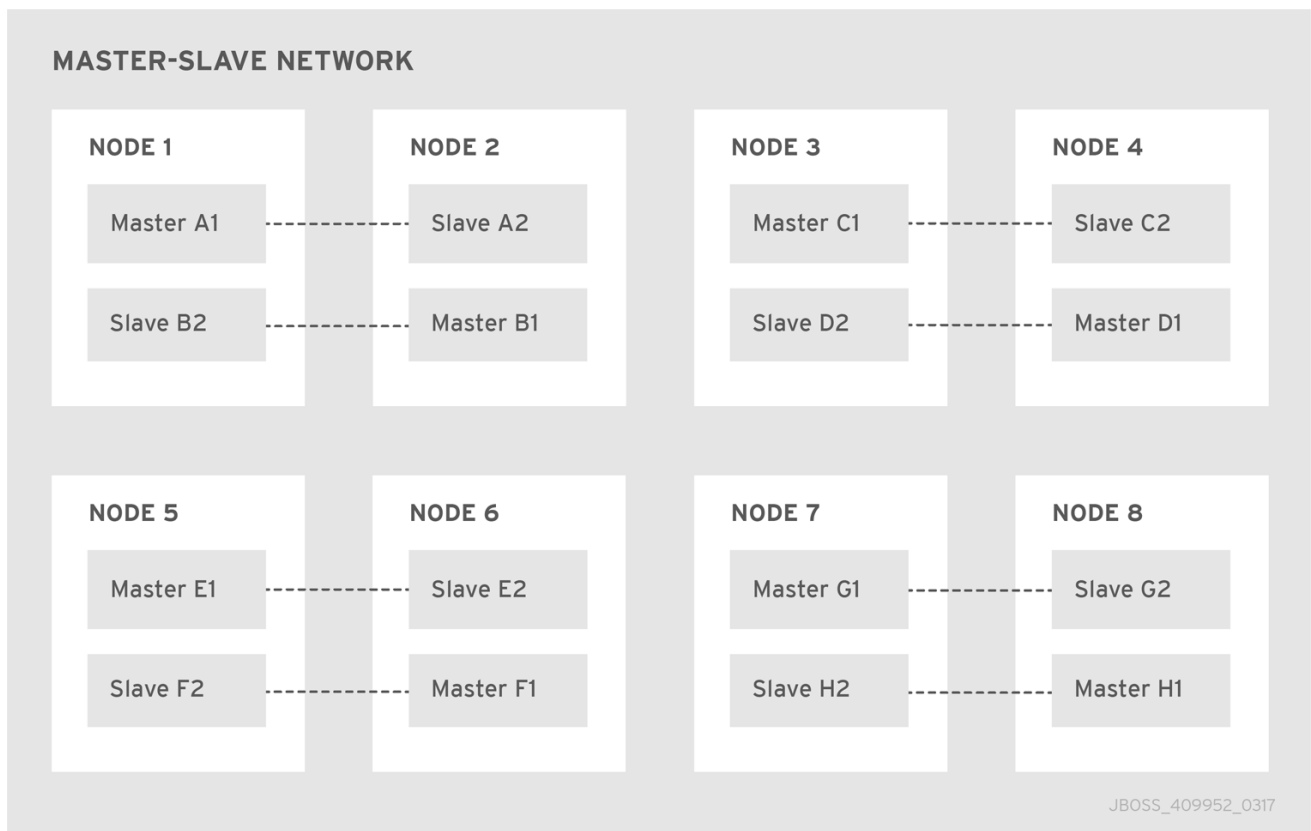 MASTER-SLAVE NETWORK
NODE 1
Master A1
Slave B2
NODE 2
Slave A2
Master B1
NODE 3
Master C1
Slave D2
NODE 4
Slave C2
Master D1
NODE 5
Master E1
Slave F2
NODE 6
Slave E2
Master F1
NODE 7
Master G1
Slave H2
NODE 8
Slave G2
Master H1
JBOSS_409952_0317